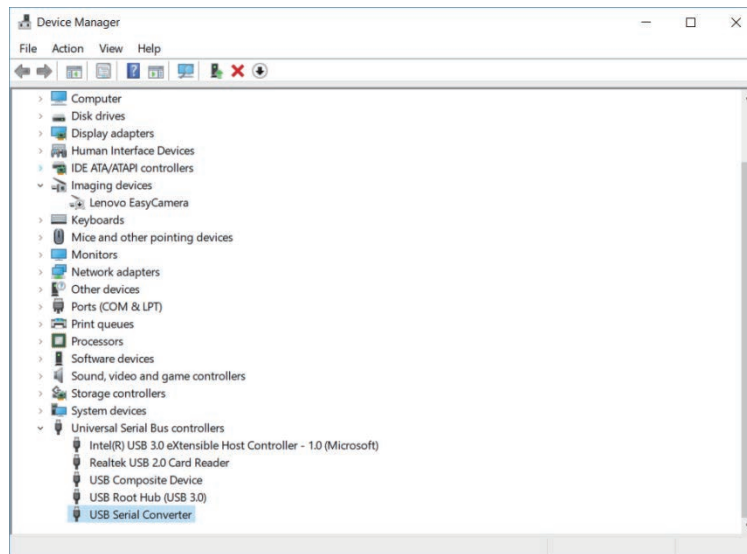 Device Manager
File Action View Help
Computer
Disk drives
Display adapters
Human Interface Devices
IDE ATA/ATAPI controllers
Imaging devices
Lenovo EasyCamera
Keyboards
Mice and other pointing devices
Monitors
Network adapters
Other devices
Ports (COM & LPT)
Print queues
Processors
Software devices
Sound, video and game controllers
Storage controllers
System devices
Universal Serial Bus controllers
Intel(R) USB 3.0 eXtensible Host Controller - 1.0 (Microsoft)
Realtek USB 2.0 Card Reader
USB Composite Device
USB Root Hub (USB 3.0)
USB Serial Converter